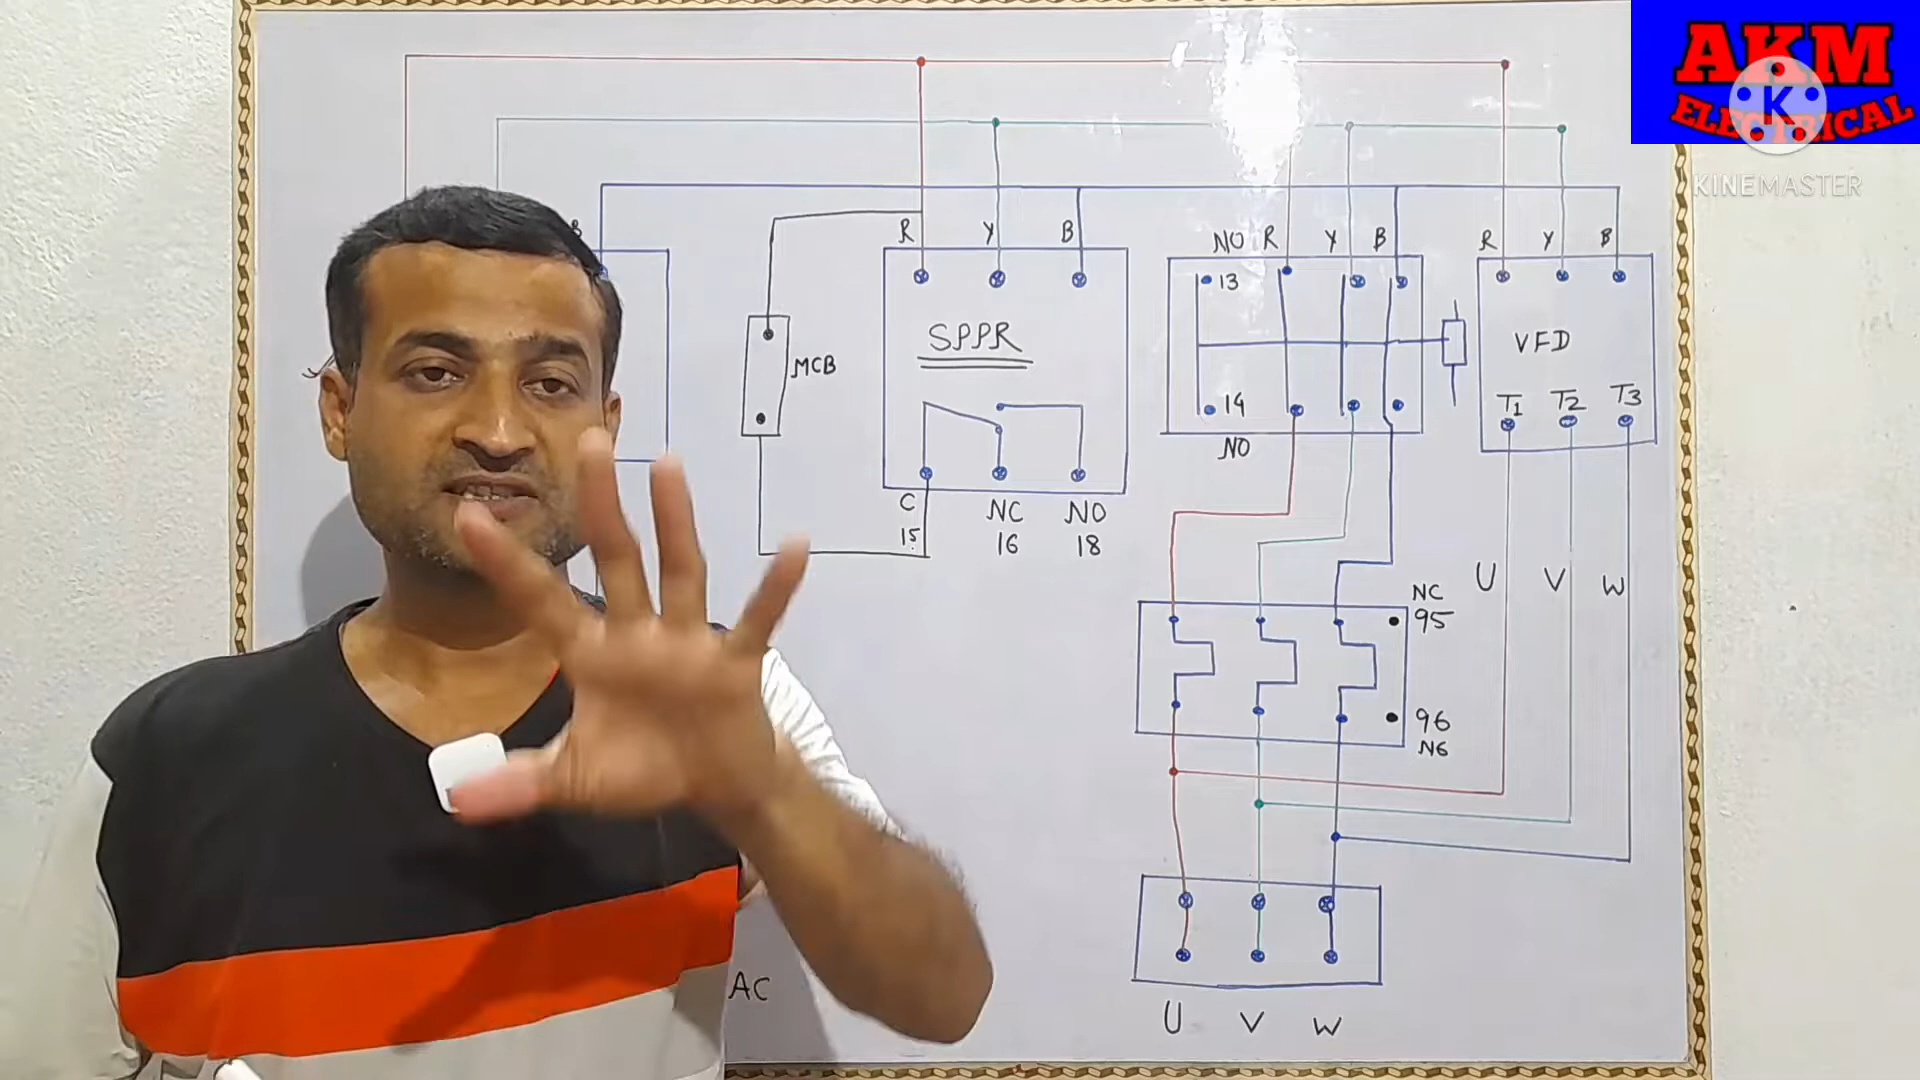 AKM
ELECTRICAL
K
KINEMASTER
B
R Y B
NO R Y B
R Y B
13
SPPR
VFD
MCB
T1 T2 T3
14
NO
C NC NO
15 16 18
U V W
NC
95
96
N6
AC
U V W